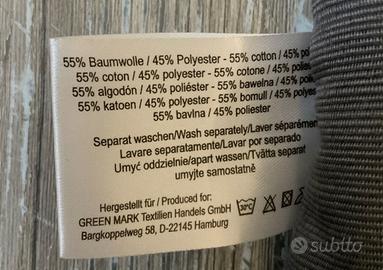 55% Baumwolle / 45% Polyester - 55% cotton / 45% 
55% coton / 45% polyester - 55% cotone / 45% polies
55% algodón / 45% poliéster - 55% bawełna / 45% poli
55% katoen / 45% polyester - 55% bomull / 45% polyes
55% bavlna / 45% poliester
Separat waschen/Wash separately/Laver séparément
Lavare separatamente/Lavar por separado
Umyć oddzielnie/apart wassen/Tvätta separat
umyjte samostatně
Hergestellt für / Produced for:
GREEN MARK Textilien Handels GmbH
Bargkoppelweg 58, D-22145 Hamburg
30°C
subito